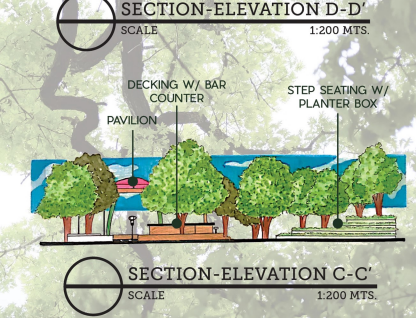 SECTION-ELEVATION D-D'
SCALE 1:200 MTS.
DECKING W/ BAR
COUNTER
STEP SEATING W/
PLANTER BOX
PAVILION
SECTION-ELEVATION C-C'
SCALE 1:200 MTS.